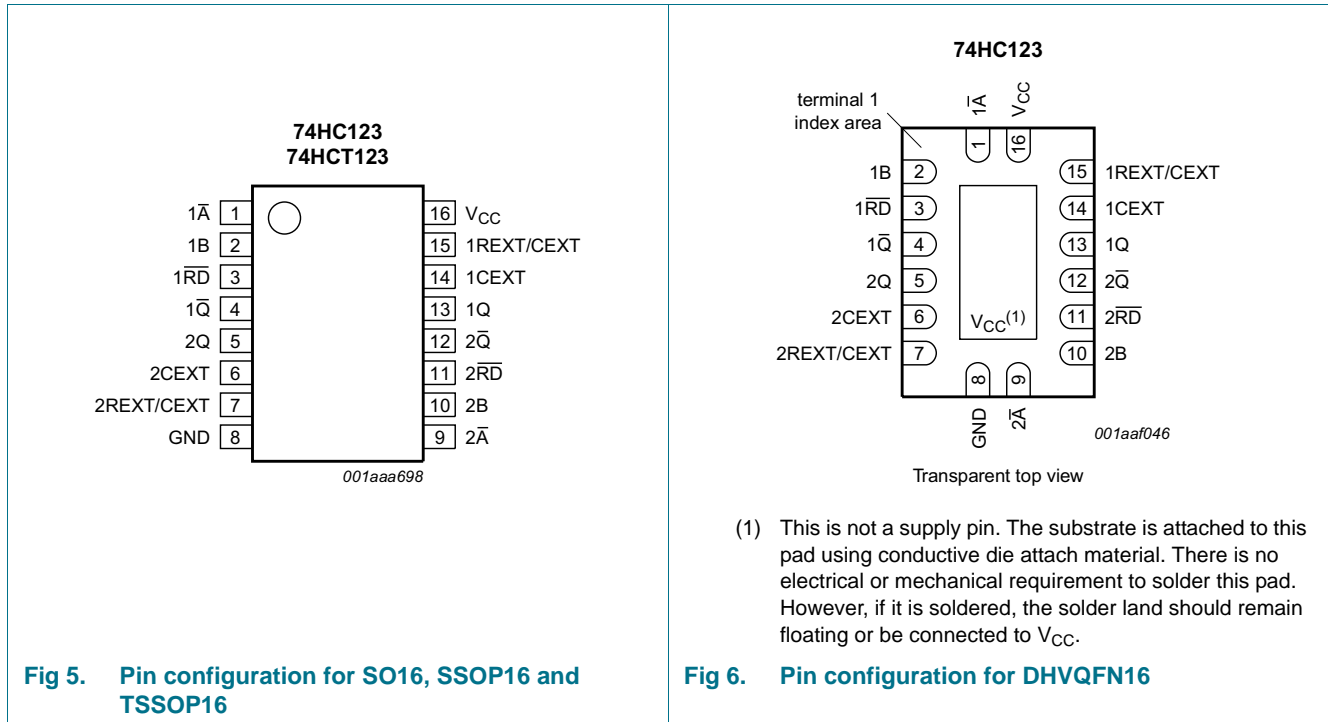 74HC123
74HCT123
1A̅ 1
16 VCC
1B 2
15 1REXT/CEXT
1R̅D̅ 3
14 1CEXT
1Q̅ 4
13 1Q
2Q 5
12 2Q̅
2CEXT 6
11 2R̅D̅
2REXT/CEXT 7
10 2B
GND 8
9 2A̅
001aaa698
Fig 5. Pin configuration for SO16, SSOP16 and
TSSOP16
74HC123
terminal 1
index area
1A̅
VCC
1
16
1B 2
15 1REXT/CEXT
1R̅D̅ 3
14 1CEXT
1Q̅ 4
13 1Q
2Q 5
12 2Q̅
2CEXT 6
VCC(1)
11 2R̅D̅
2REXT/CEXT 7
10 2B
8
9
GND
2A̅
001aaf046
Transparent top view
(1) This is not a supply pin. The substrate is attached to this
pad using conductive die attach material. There is no
electrical or mechanical requirement to solder this pad.
However, if it is soldered, the solder land should remain
floating or be connected to VCC.
Fig 6. Pin configuration for DHVQFN16